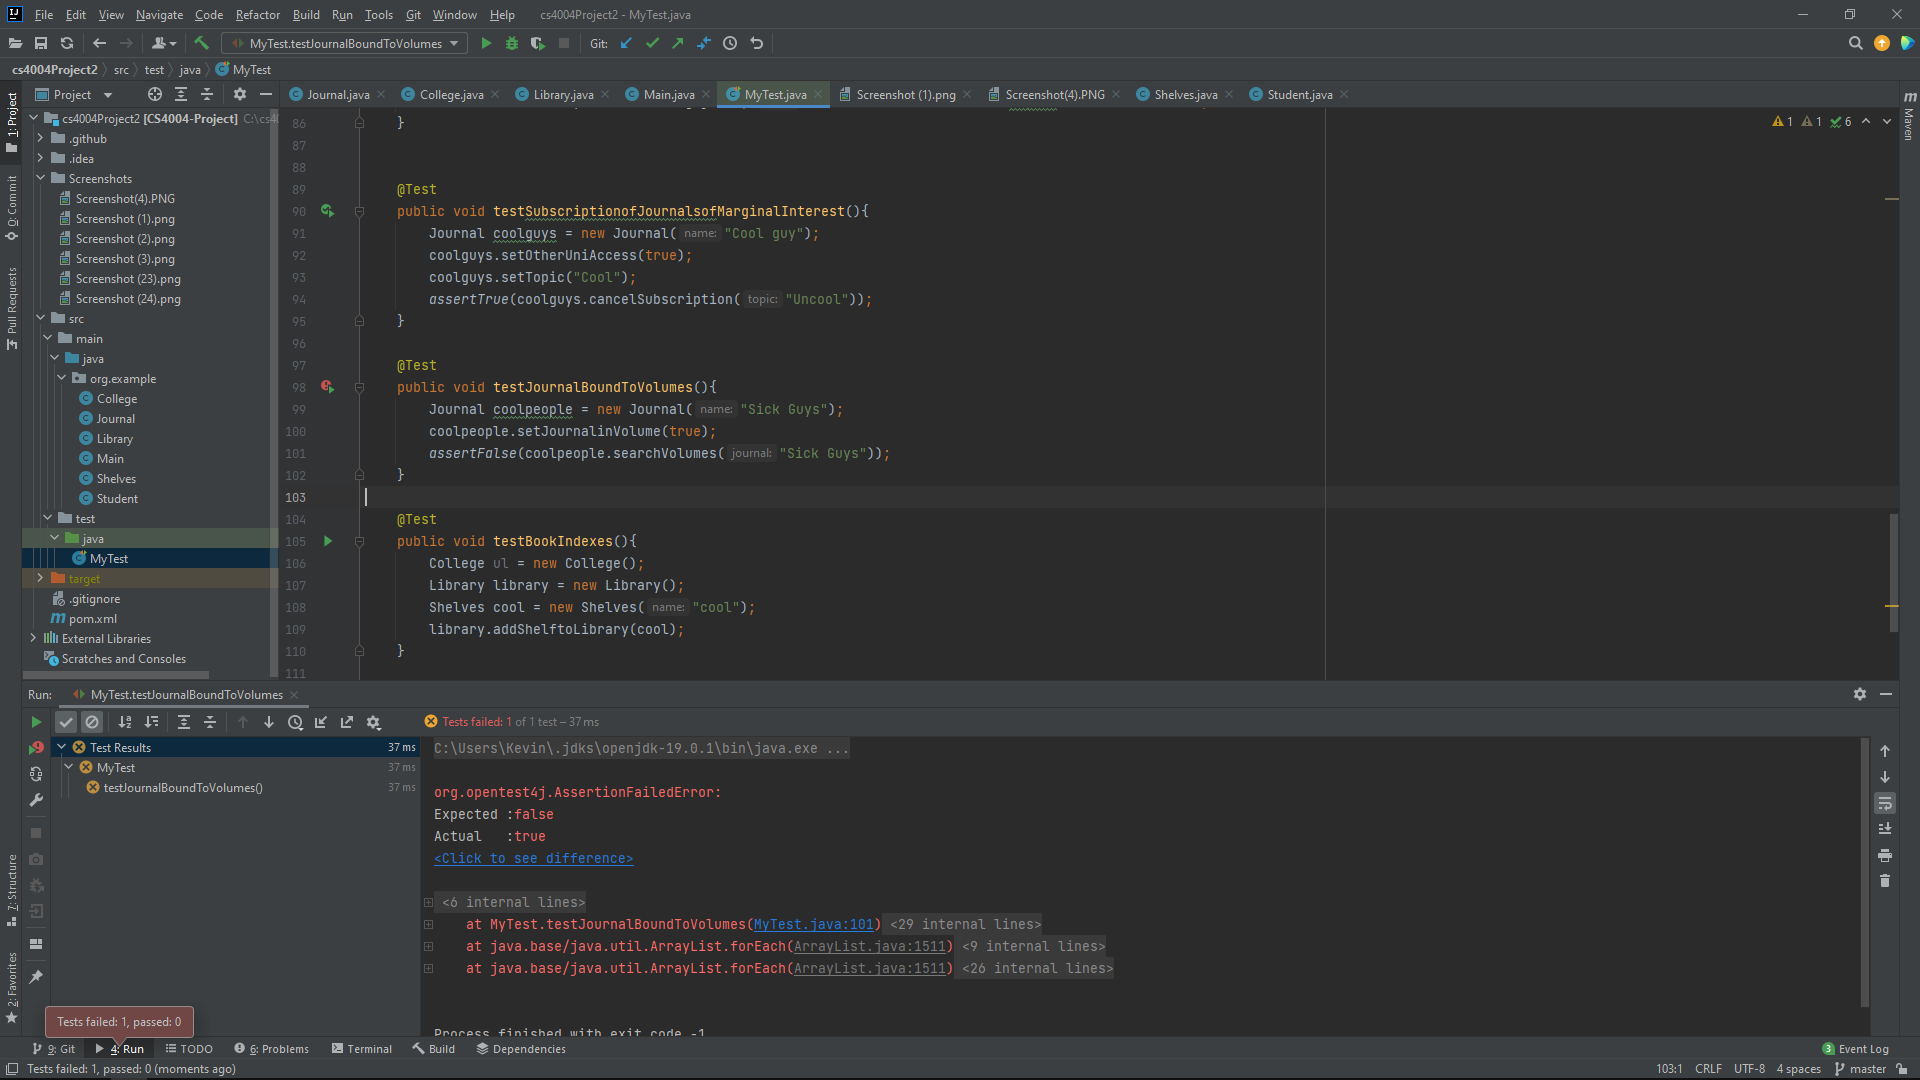 File Edit View Navigate Code Refactor Build Run Tools Git Window Help cs4004Project2 - MyTest.java
MyTest.testJournalBoundToVolumes Git:
cs4004Project2 src test java MyTest
Project
Journal.java College.java Library.java Main.java MyTest.java Screenshot (1).png Screenshot(4).PNG Shelves.java Student.java
1: Project
0: Commit
Pull Requests
7: Structure
2: Favorites
Maven
cs4004Project2 [CS4004-Project] C:\cs40
.github
.idea
Screenshots
Screenshot(4).PNG
Screenshot (1).png
Screenshot (2).png
Screenshot (3).png
Screenshot (23).png
Screenshot (24).png
src
main
java
org.example
College
Journal
Library
Main
Shelves
Student
test
java
MyTest
target
.gitignore
pom.xml
External Libraries
Scratches and Consoles
1 1 6
86 }
87
88
89 @Test
90 public void testSubscriptionofJournalsofMarginalInterest(){
91 Journal coolguys = new Journal( name: "Cool guy");
92 coolguys.setOtherUniAccess(true);
93 coolguys.setTopic("Cool");
94 assertTrue(coolguys.cancelSubscription( topic: "Uncool"));
95 }
96
97 @Test
98 public void testJournalBoundToVolumes(){
99 Journal coolpeople = new Journal( name: "Sick Guys");
100 coolpeople.setJournalinVolume(true);
101 assertFalse(coolpeople.searchVolumes( journal: "Sick Guys"));
102 }
103
104 @Test
105 public void testBookIndexes(){
106 College ul = new College();
107 Library library = new Library();
108 Shelves cool = new Shelves( name: "cool");
109 library.addShelftoLibrary(cool);
110 }
111
Run: MyTest.testJournalBoundToVolumes
Tests failed: 1 of 1 test – 37 ms
Test Results 37 ms
MyTest 37 ms
testJournalBoundToVolumes() 37 ms
C:\Users\Kevin\.jdks\openjdk-19.0.1\bin\java.exe ...
org.opentest4j.AssertionFailedError:
Expected :false
Actual :true
<Click to see difference>
<6 internal lines>
at MyTest.testJournalBoundToVolumes(MyTest.java:101) <29 internal lines>
at java.base/java.util.ArrayList.forEach(ArrayList.java:1511) <9 internal lines>
at java.base/java.util.ArrayList.forEach(ArrayList.java:1511) <26 internal lines>
Process finished with exit code -1
Tests failed: 1, passed: 0
9: Git 4: Run TODO 6: Problems Terminal Build Dependencies 3 Event Log
Tests failed: 1, passed: 0 (moments ago) 103:1 CRLF UTF-8 4 spaces master